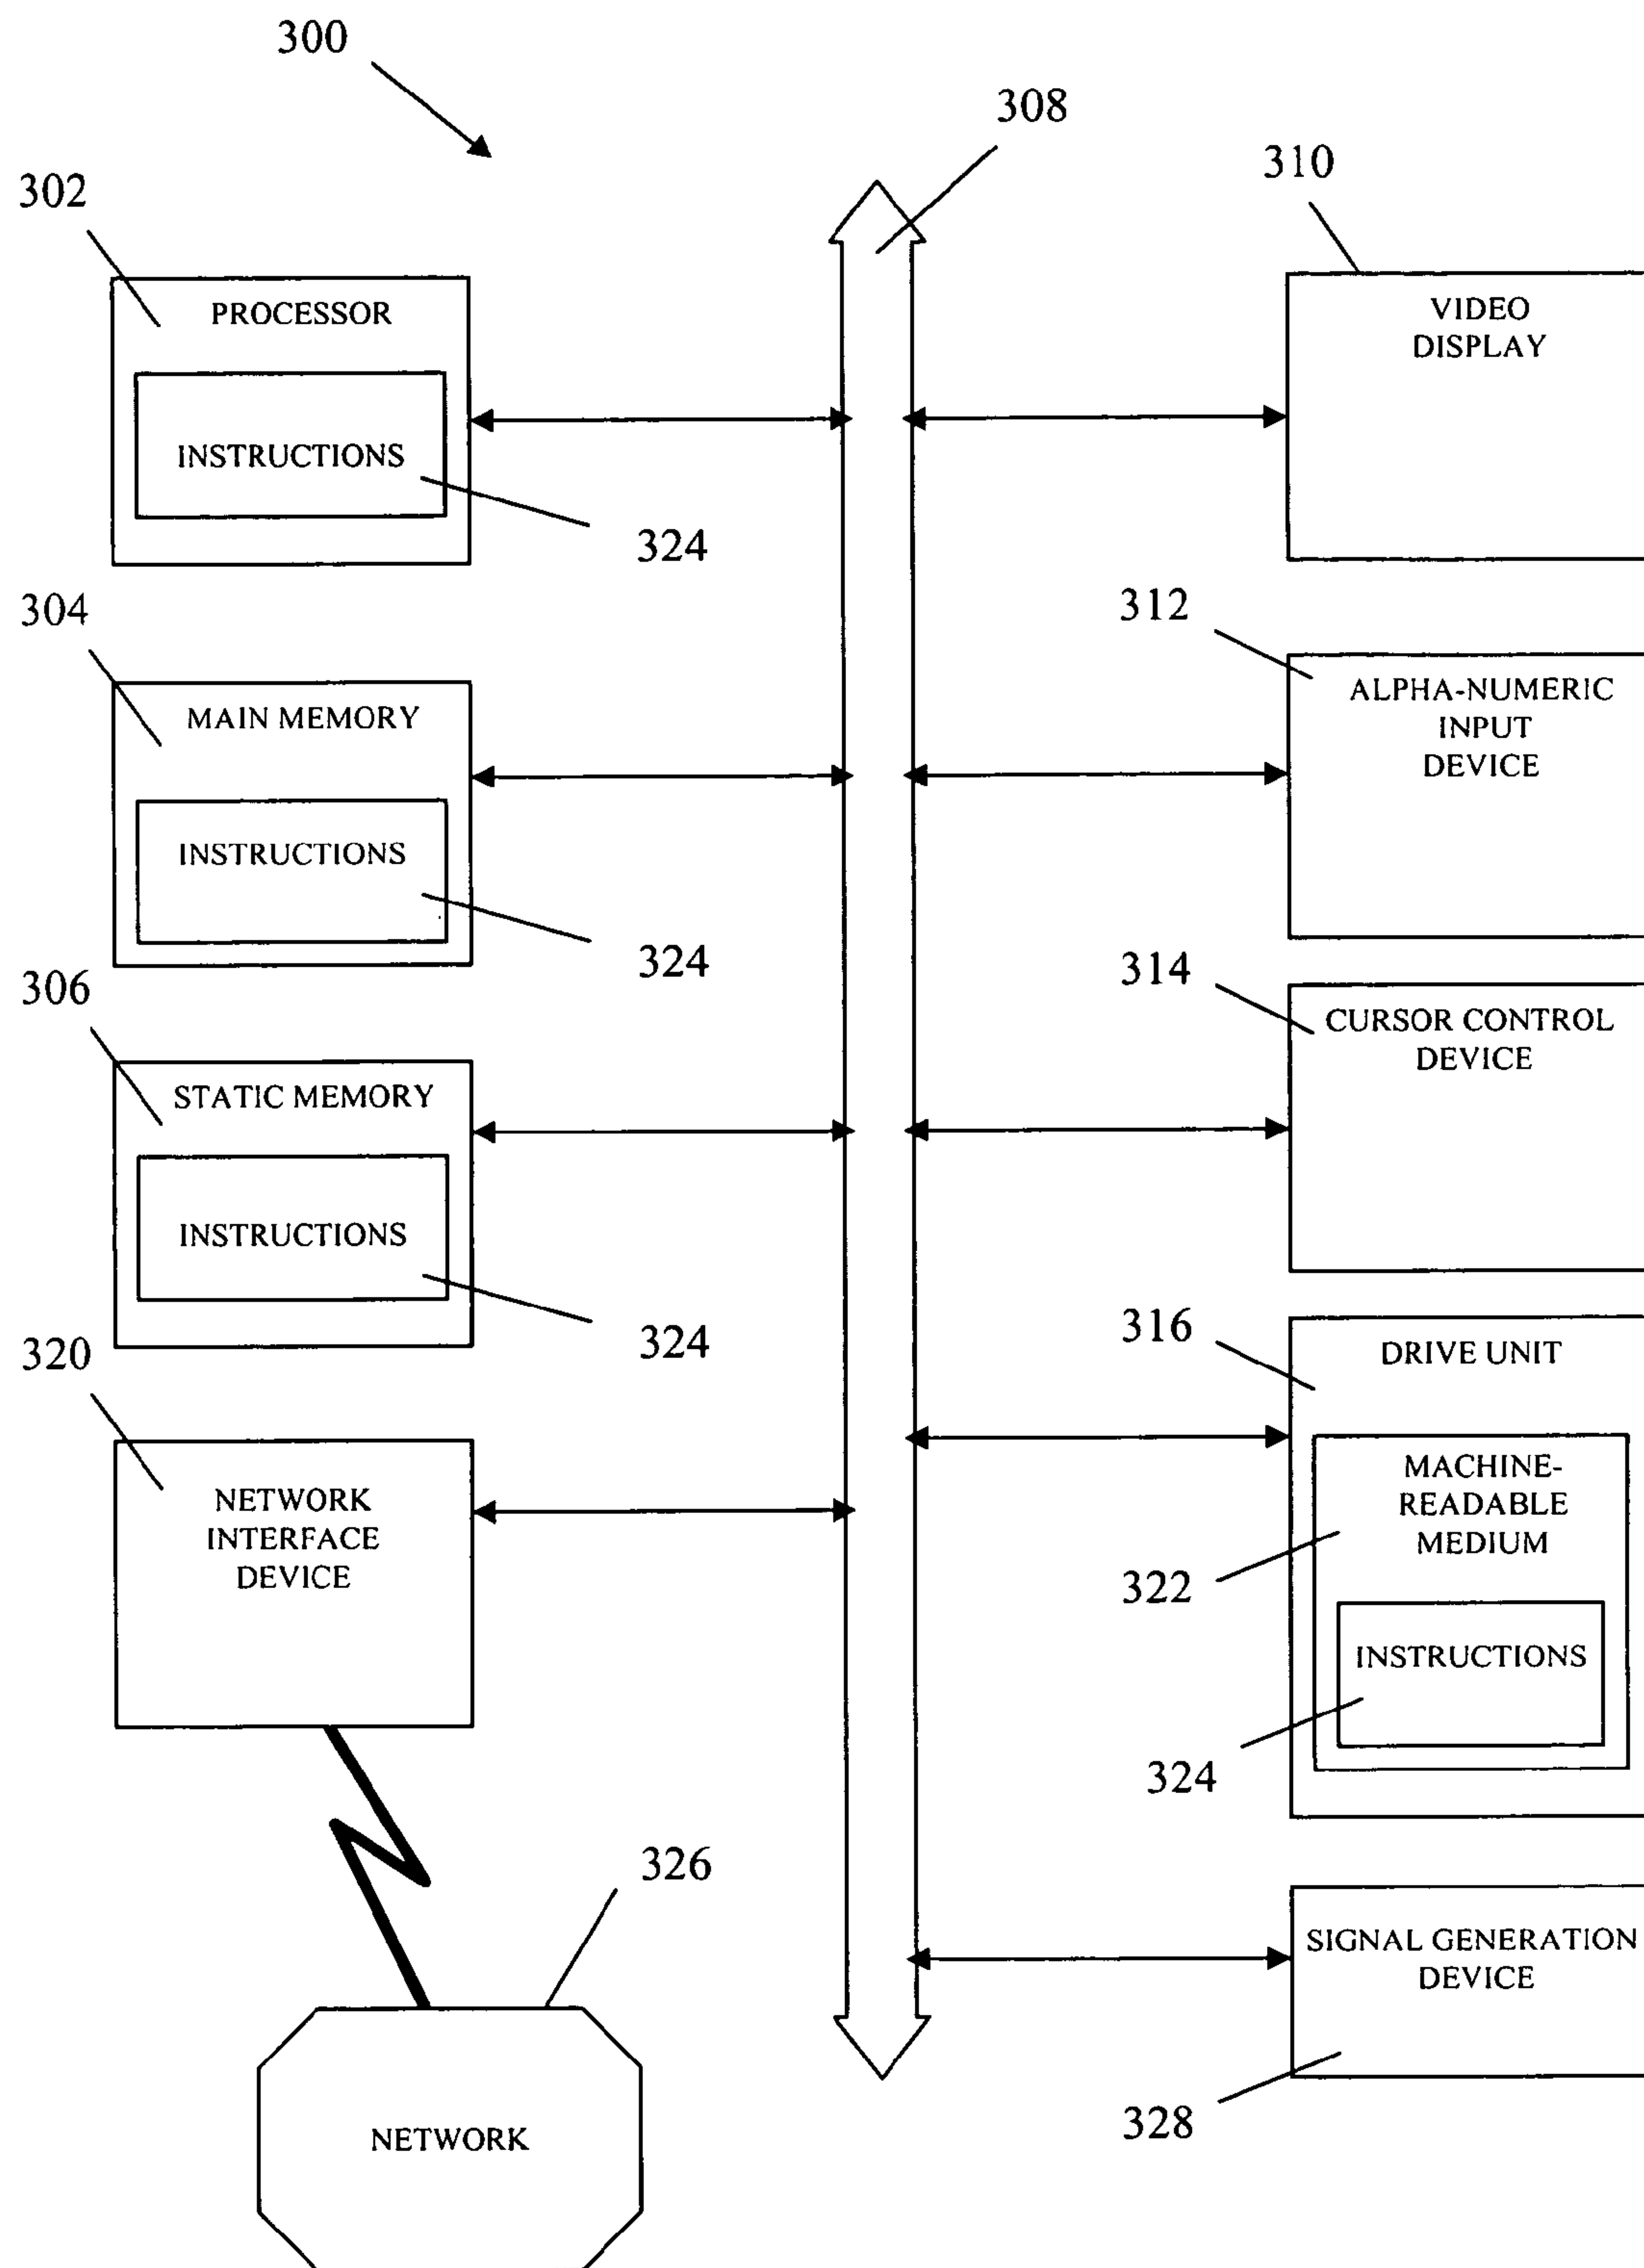 300
308
310
302
PROCESSOR
VIDEO
DISPLAY
INSTRUCTIONS
324
304
312
MAIN MEMORY
ALPHA-NUMERIC
INPUT
DEVICE
INSTRUCTIONS
324
306
314
CURSOR CONTROL
DEVICE
STATIC MEMORY
INSTRUCTIONS
324
320
316
DRIVE UNIT
NETWORK
INTERFACE
DEVICE
MACHINE-
READABLE
MEDIUM
322
INSTRUCTIONS
324
326
SIGNAL GENERATION
DEVICE
328
NETWORK